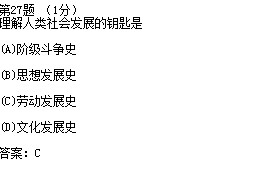 第27题 (1分)
理解人类社会发展的钥匙是
(A)阶级斗争史
(B)思想发展史
(C)劳动发展史
(D)文化发展史
答案：C